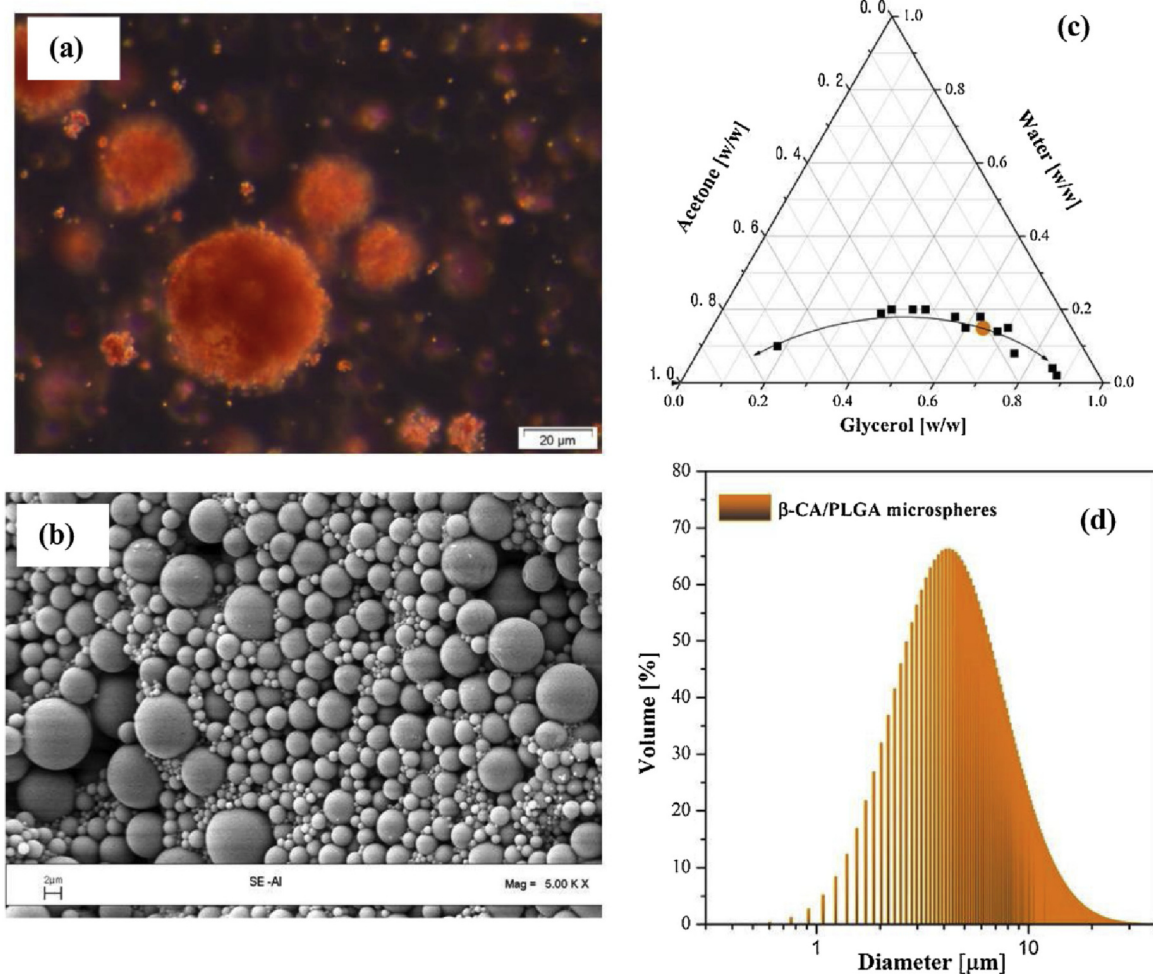 (a)
20 μm
(b)
2μm
SE-AI
Mag = 5.00 K X
(c)
0.0
1.0
0.2
0.8
Acetone [w/w]
Water [w/w]
0.4
0.6
0.6
0.4
0.8
0.2
1.0
0.0
0.0
0.2
0.4
0.6
0.8
1.0
Glycerol [w/w]
(d)
β-CA/PLGA microspheres
80
70
60
50
40
30
20
10
0
Volume [%]
1
10
Diameter [μm]